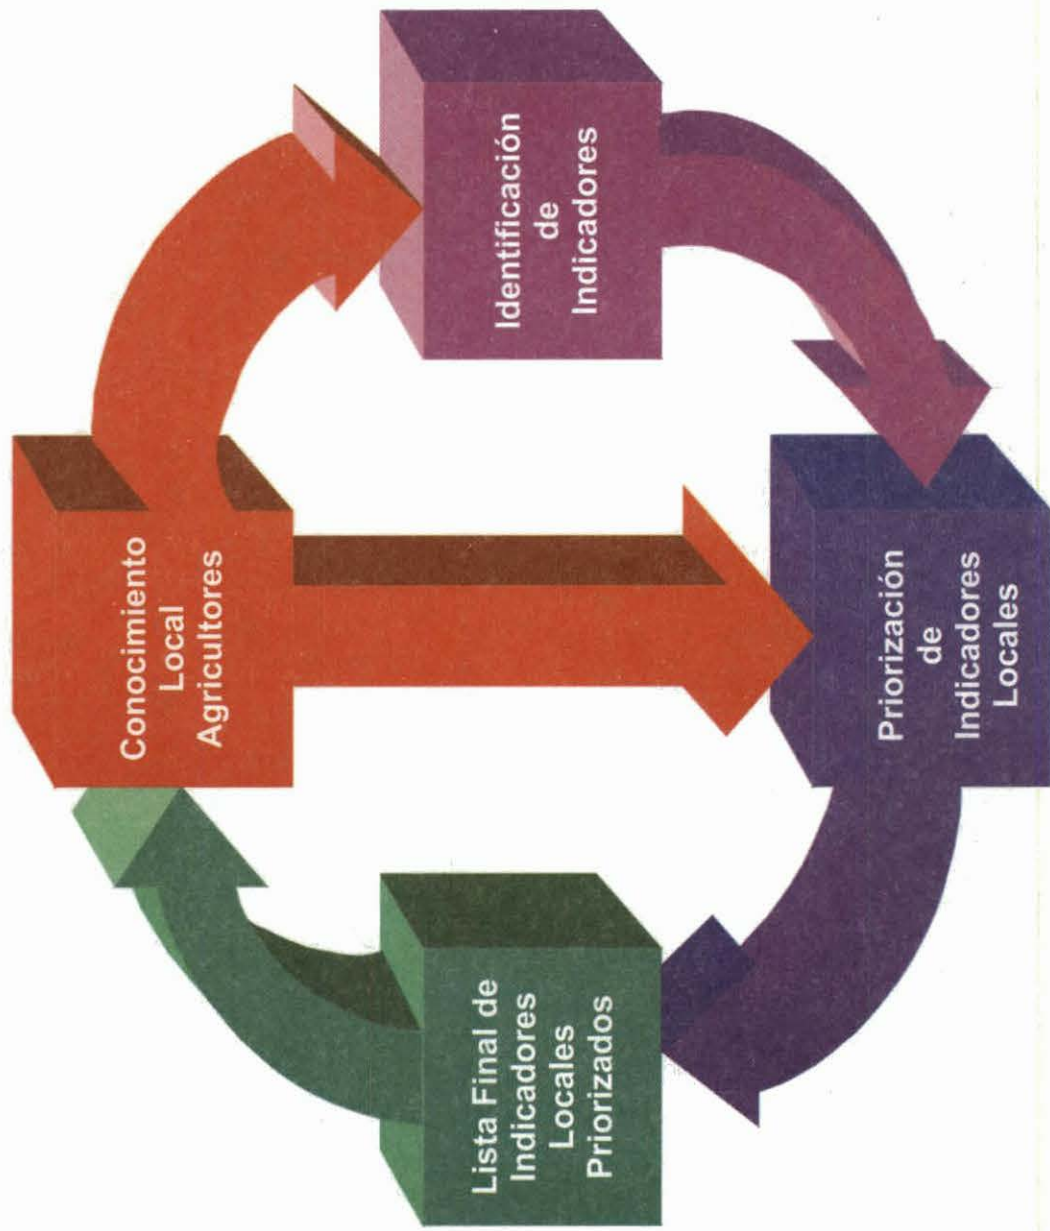 Conocimiento
Local
Agricultores
Identificación
de
Indicadores
Priorización
de
Indicadores
Locales
Lista Final de
Indicadores
Locales
Priorizados